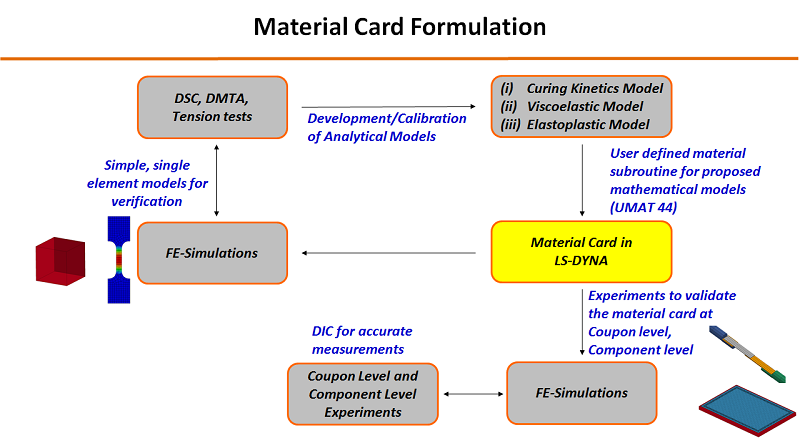 Material Card Formulation
DSC, DMTA,
Tension tests
Development/Calibration
of Analytical Models
(i) Curing Kinetics Model
(ii) Viscoelastic Model
(iii) Elastoplastic Model
Simple, single
element models for
verification
User defined material
subroutine for proposed
mathematical models
(UMAT 44)
FE-Simulations
Material Card in
LS-DYNA
Experiments to validate
the material card at
Coupon level,
Component level
DIC for accurate
measurements
Coupon Level and
Component Level
Experiments
FE-Simulations